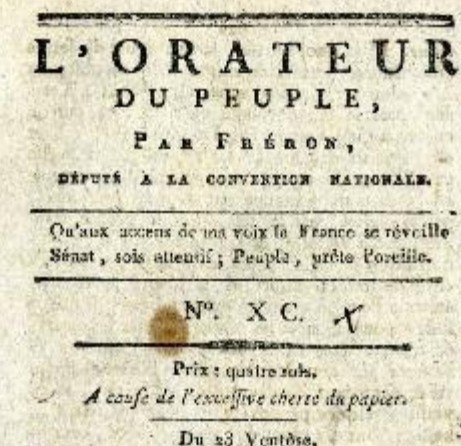 L'ORATEUR
DU PEUPLE,
PAR FRÉRON,
DÉPUTÉ A LA CONVENTION NATIONALE.
Qu'aux accens de ma voix la France se réveille
Sénat, sois attentif; Peuple, prête l'oreille.
N°. XC.
Prix : quatre sols.
A cause de l'excessive cherté du papier.
Du 23 Ventôse.